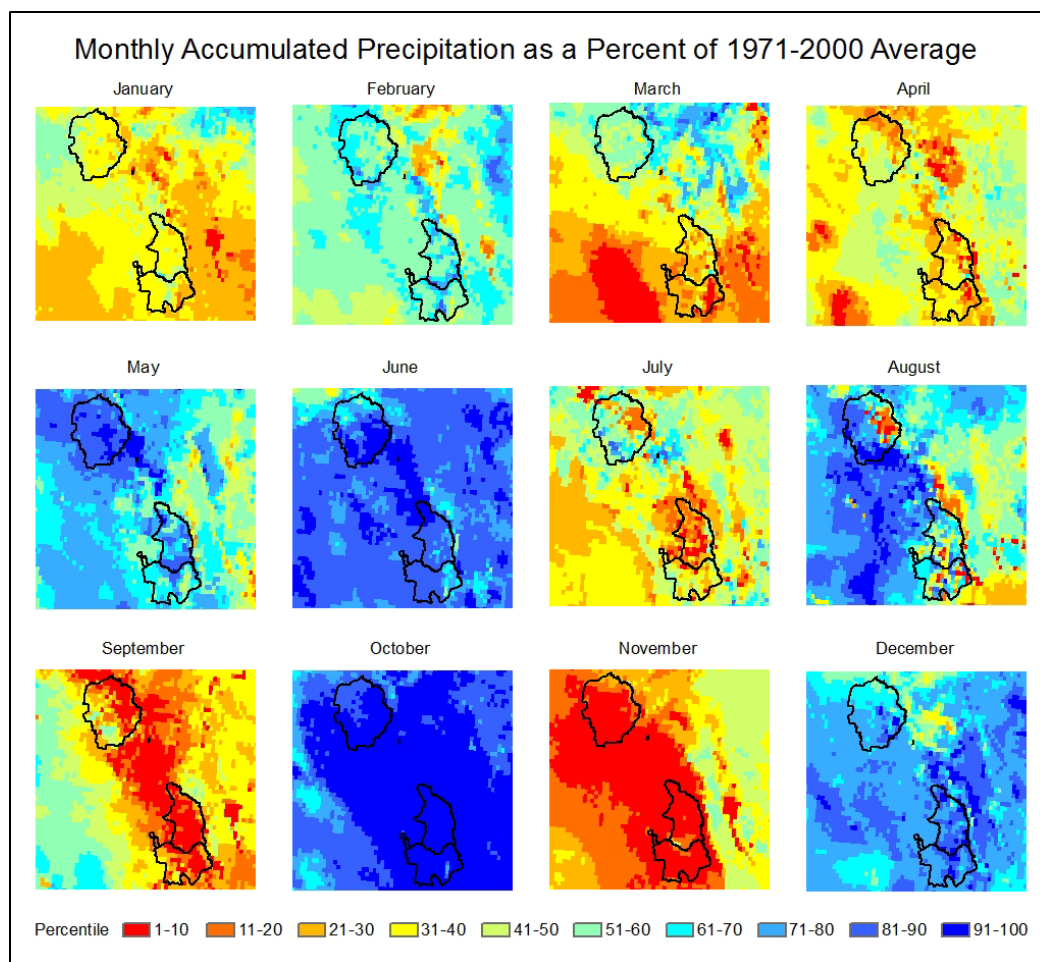 Monthly Accumulated Precipitation as a Percent of 1971-2000 Average
January February March April
May June July August
September October November December
Percentile 1-10 11-20 21-30 31-40 41-50 51-60 61-70 71-80 81-90 91-100